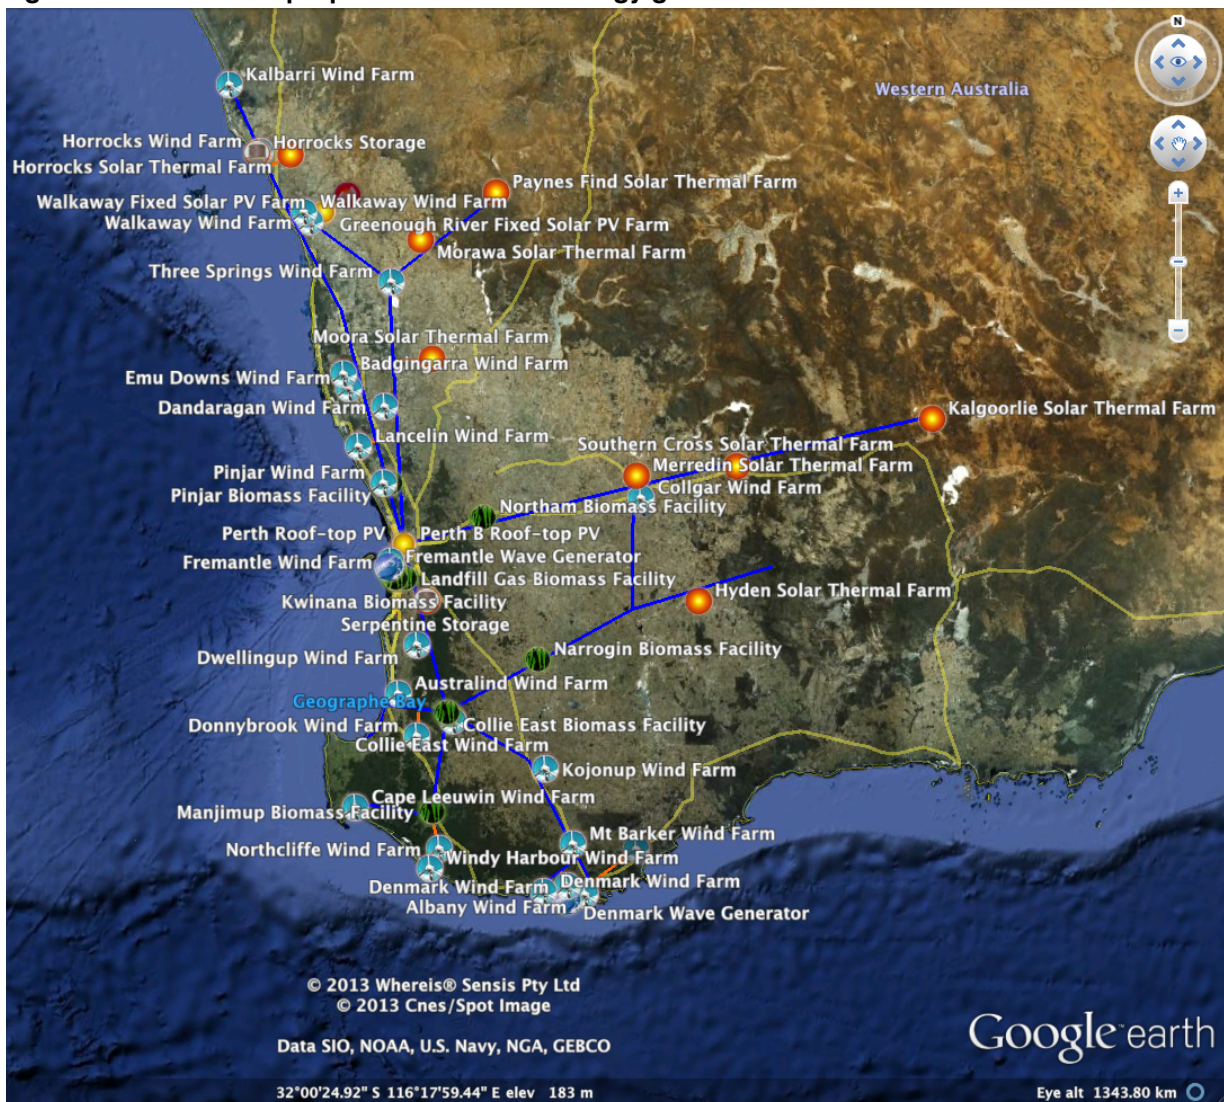 N
Kalbarri Wind Farm
Western Australia
Horrocks Wind Farm
Horrocks Storage
Horrocks Solar Thermal Farm
Paynes Find Solar Thermal Farm
Walkaway Fixed Solar PV Farm
Walkaway Wind Farm
Walkaway Wind Farm
Greenough River Fixed Solar PV Farm
Morawa Solar Thermal Farm
Three Springs Wind Farm
Moora Solar Thermal Farm
Badgingarra Wind Farm
Emu Downs Wind Farm
Dandaragan Wind Farm
Kalgoorlie Solar Thermal Farm
Lancelin Wind Farm
Southern Cross Solar Thermal Farm
Pinjar Wind Farm
Merredin Solar Thermal Farm
Pinjar Biomass Facility
Collgar Wind Farm
Northam Biomass Facility
Perth Roof-top PV
Perth B Roof-top PV
Fremantle Wind Farm
Fremantle Wave Generator
Landfill Gas Biomass Facility
Hyden Solar Thermal Farm
Kwinana Biomass Facility
Serpentine Storage
Dwellingup Wind Farm
Narrogin Biomass Facility
Australind Wind Farm
Geographe Bay
Donnybrook Wind Farm
Collie East Biomass Facility
Collie East Wind Farm
Kojonup Wind Farm
Cape Leeuwin Wind Farm
Manjimup Biomass Facility
Mt Barker Wind Farm
Northcliffe Wind Farm
Windy Harbour Wind Farm
Denmark Wind Farm
Denmark Wind Farm
Albany Wind Farm
Denmark Wave Generator
© 2013 Whereis® Sensis Pty Ltd
© 2013 Cnes/Spot Image
Data SIO, NOAA, U.S. Navy, NGA, GEBCO
Google earth
32°00'24.92" S 116°17'59.44" E elev 183 m
Eye alt 1343.80 km